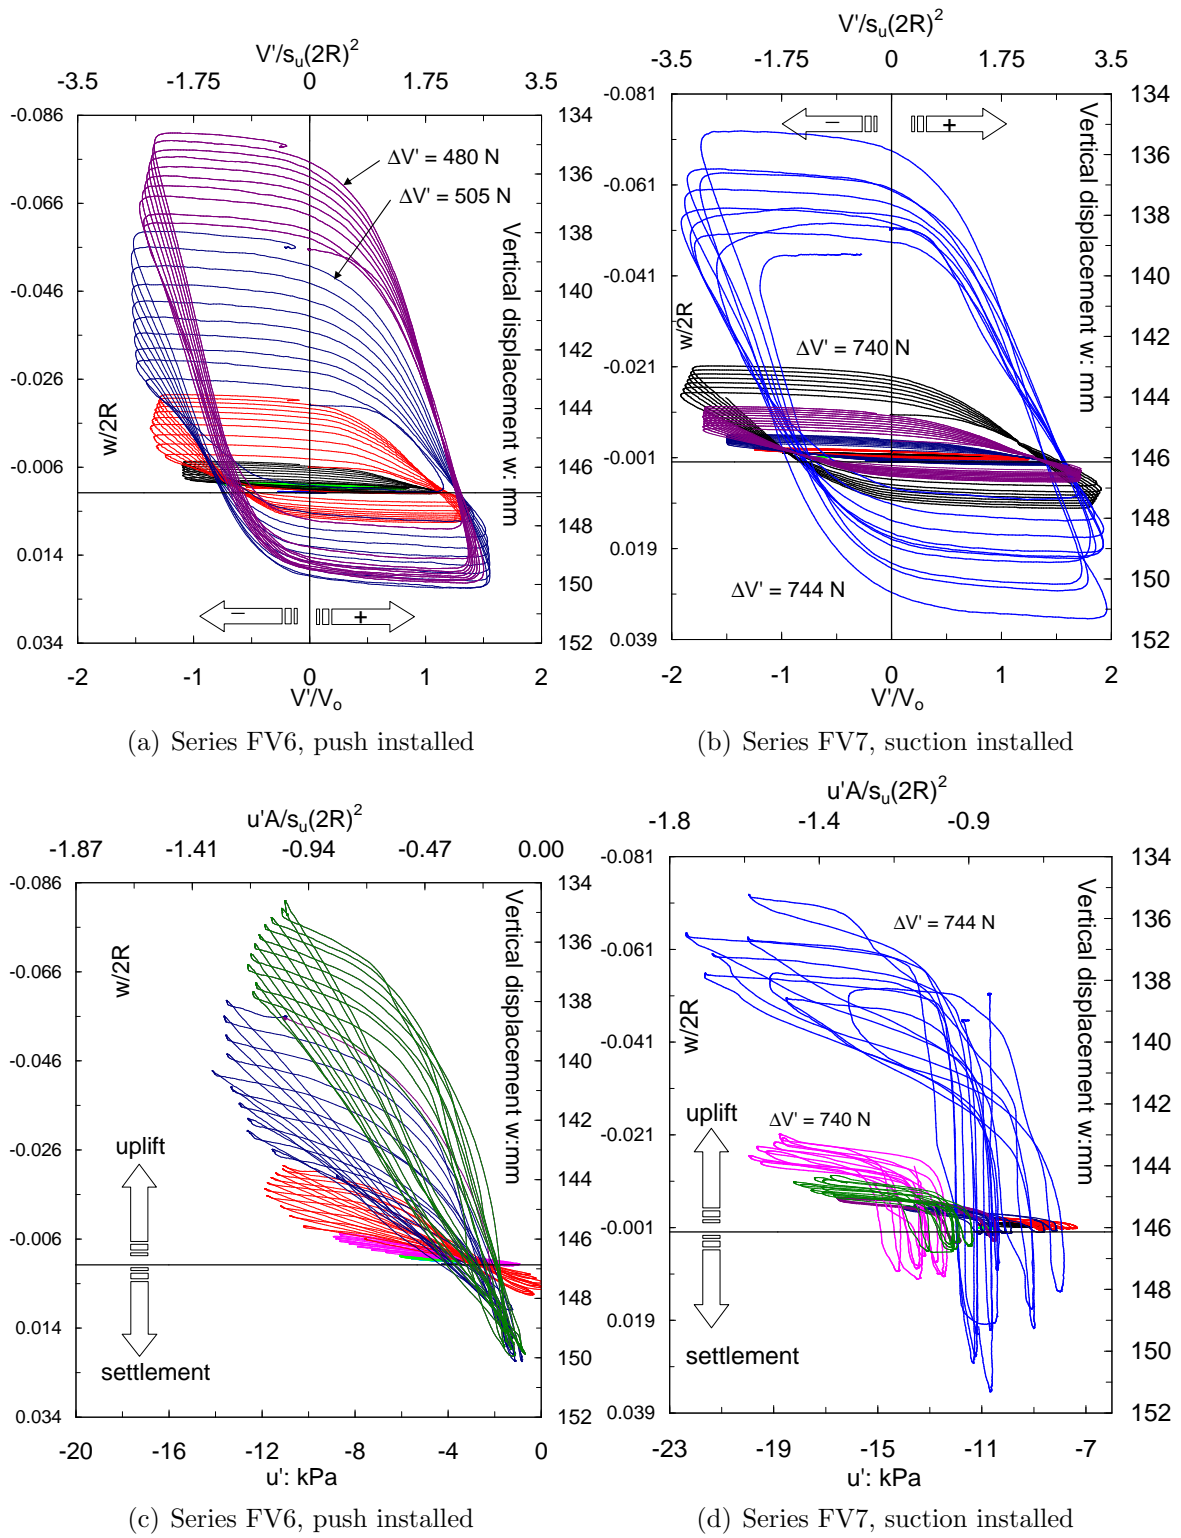 V'/s_u(2R)^2
-3.5 -1.75 0 1.75 3.5
-0.086
-0.066
-0.046
-0.026
-0.006
0.014
0.034
w/2R
ΔV' = 480 N
ΔV' = 505 N
Vertical displacement w: mm
134
136
138
140
142
144
146
148
150
152
− +
-2 -1 0 1 2
V'/V_o
(a) Series FV6, push installed
V'/s_u(2R)^2
-3.5 -1.75 0 1.75 3.5
-0.081
-0.061
-0.041
-0.021
-0.001
0.019
0.039
w/2R
− +
ΔV' = 740 N
ΔV' = 744 N
Vertical displacement w: mm
134
135
137
138
139
141
142
143
145
146
148
149
150
152
-2 -1 0 1 2
V'/V_o
(b) Series FV7, suction installed
u'A/s_u(2R)^2
-1.87 -1.41 -0.94 -0.47 0.00
-0.086
-0.066
-0.046
-0.026
-0.006
0.014
0.034
w/2R
uplift
settlement
Vertical displacement w:mm
134
136
138
140
142
144
146
148
150
152
-20 -16 -12 -8 -4 0
u': kPa
(c) Series FV6, push installed
u'A/s_u(2R)^2
-1.8 -1.4 -0.9
-0.081
-0.061
-0.041
-0.021
-0.001
0.019
0.039
w/2R
ΔV' = 744 N
uplift
ΔV' = 740 N
settlement
Vertical displacement w:mm
134
136
138
140
142
144
146
148
150
152
-23 -19 -15 -11 -7
u': kPa
(d) Series FV7, suction installed